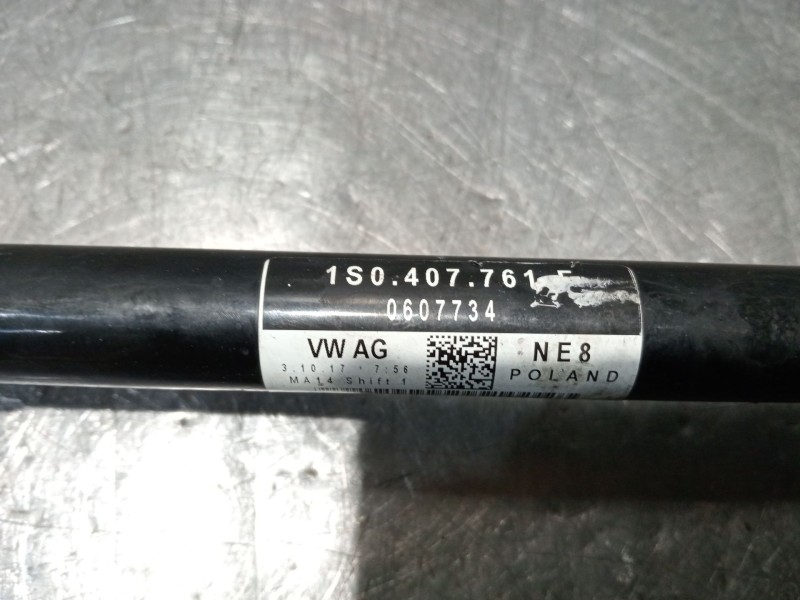 1S0.407.761
0607734
VW AG
NE8
3.10.17 7:56
POLAND
MA14 Shift 1